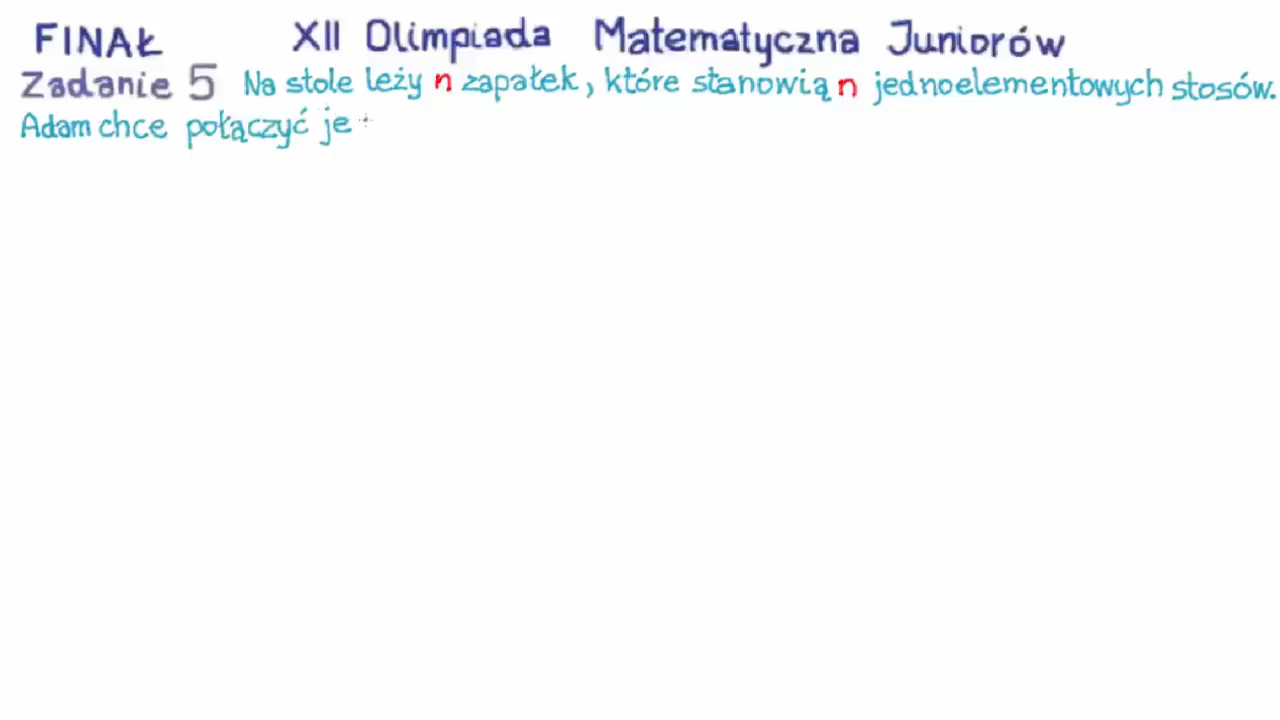 FINAŁ XII Olimpiada Matematyczna Juniorów
Zadanie 5 Na stole leży n zapałek, które stanowią n jednoelementowych stosów.
Adam chce połączyć je